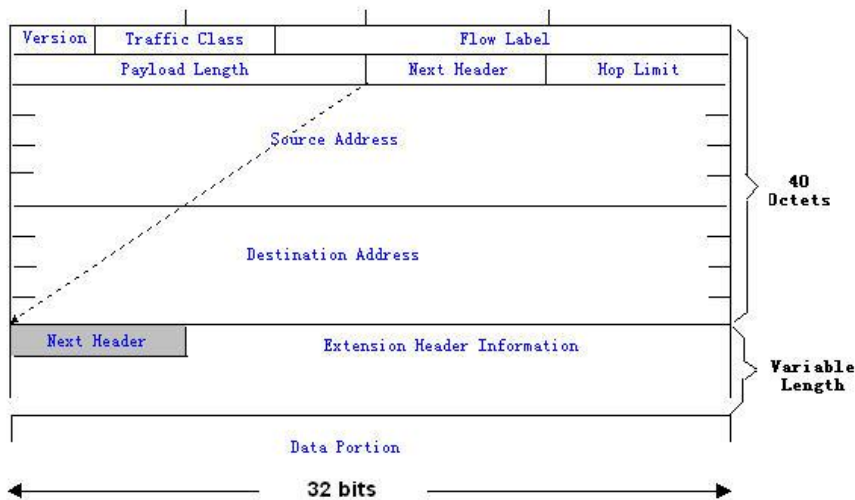 Version Traffic Class Flow Label
Payload Length Next Header Hop Limit
Source Address
40
Octets
Destination Address
Next Header Extension Header Information
Variable
Length
Data Portion
32 bits